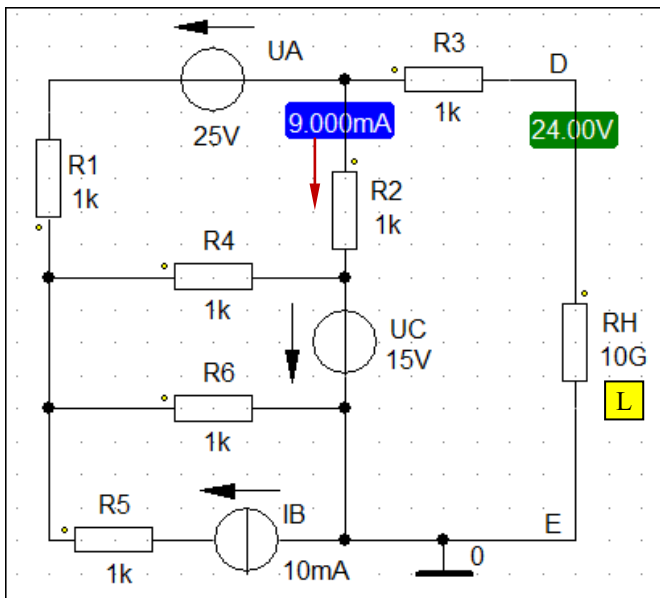 UA
25V
R3
1k
D
9.000mA
24.00V
R1
1k
R2
1k
R4
1k
UC
15V
RH
10G
L
R6
1k
R5
1k
IB
10mA
E
0